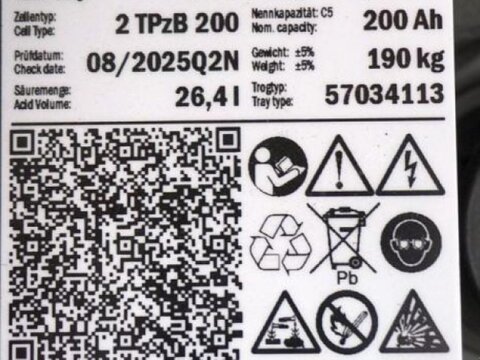 Zellentyp: 2 TPzB 200 Nennkapazität: C5 200 Ah
Cell Type: Nom. capacity:
Prüfdatum: 08/2025Q2N Gewicht: ±5% 190 kg
Check date: Weight: ±5%
Säuremenge: 26,4 l Trogtyp: 57034113
Acid Volume: Tray type:
Pb